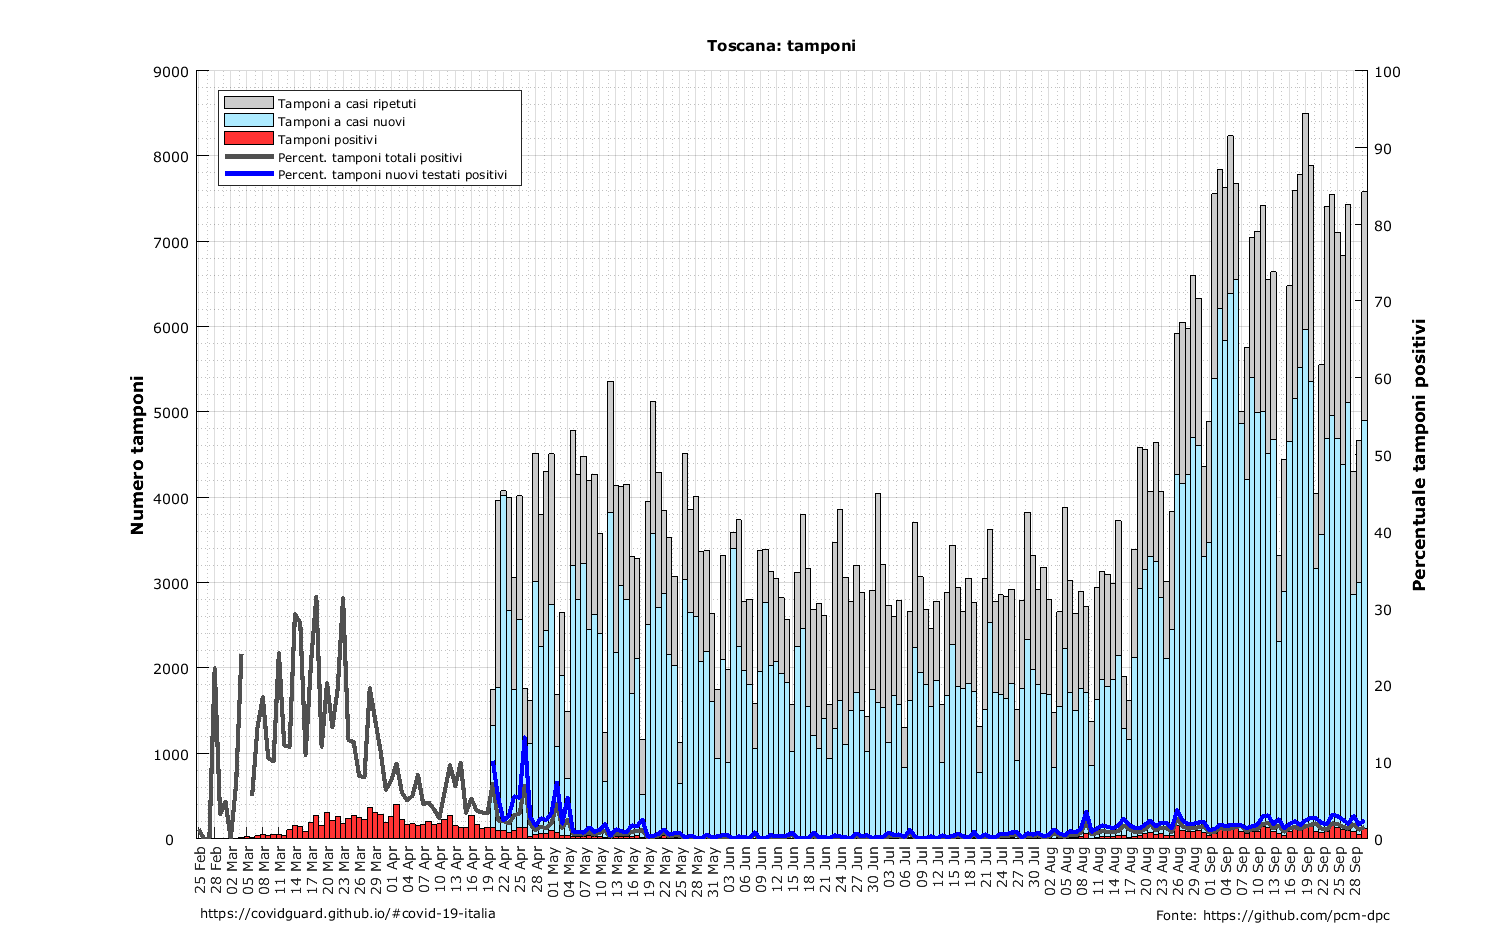 Toscana: tamponi
9000
8000
7000
6000
5000
4000
3000
2000
1000
0
Numero tamponi
Tamponi a casi ripetuti
Tamponi a casi nuovi
Tamponi positivi
Percent. tamponi totali positivi
Percent. tamponi nuovi testati positivi
100
90
80
70
60
50
40
30
20
10
0
Percentuale tamponi positivi
25 Feb
28 Feb
02 Mar
05 Mar
08 Mar
11 Mar
14 Mar
17 Mar
20 Mar
23 Mar
26 Mar
29 Mar
01 Apr
04 Apr
07 Apr
10 Apr
13 Apr
16 Apr
19 Apr
22 Apr
25 Apr
28 Apr
01 May
04 May
07 May
10 May
13 May
16 May
19 May
22 May
25 May
28 May
31 May
03 Jun
06 Jun
09 Jun
12 Jun
15 Jun
18 Jun
21 Jun
24 Jun
27 Jun
30 Jun
03 Jul
06 Jul
09 Jul
12 Jul
15 Jul
18 Jul
21 Jul
24 Jul
27 Jul
30 Jul
02 Aug
05 Aug
08 Aug
11 Aug
14 Aug
17 Aug
20 Aug
23 Aug
26 Aug
29 Aug
01 Sep
04 Sep
07 Sep
10 Sep
13 Sep
16 Sep
19 Sep
22 Sep
25 Sep
28 Sep
https://covidguard.github.io/#covid-19-italia
Fonte: https://github.com/pcm-dpc